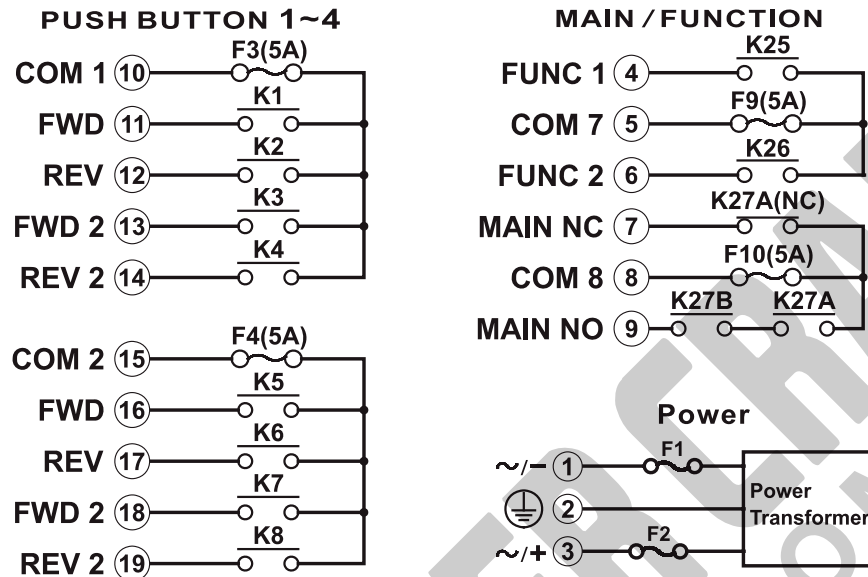 PUSH BUTTON 1~4
F3(5A)
COM 1 10
K1
FWD 11
K2
REV 12
K3
FWD 2 13
K4
REV 2 14
F4(5A)
COM 2 15
K5
FWD 16
K6
REV 17
K7
FWD 2 18
K8
REV 2 19
MAIN / FUNCTION
K25
FUNC 1 4
F9(5A)
COM 7 5
K26
FUNC 2 6
K27A(NC)
MAIN NC 7
F10(5A)
COM 8 8
K27B K27A
MAIN NO 9
Power
F1
~/− 1
2
F2
~/+ 3
Power
Transformer